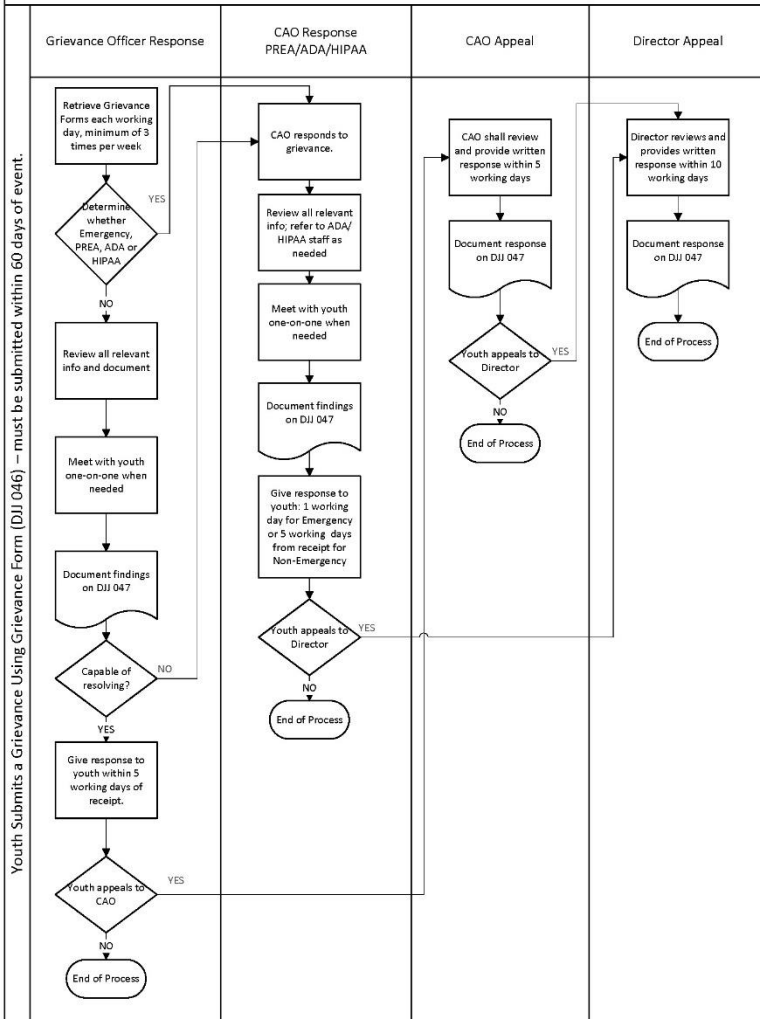 Youth Submits a Grievance Using Grievance Form (DJJ 046) – must be submitted within 60 days of event.
Grievance Officer Response
Retrieve Grievance
Forms each working
day, minimum of 3
times per week
YES
Determine
whether
Emergency,
PREA, ADA or
HIPAA
NO
Review all relevant
info and document
Meet with youth
one-on-one when
needed
Document findings
on DJJ 047
Capable of
resolving?
NO
YES
Give response to
youth within 5
working days of
receipt.
Youth appeals to
CAO
YES
NO
End of Process
CAO Response
PREA/ADA/HIPAA
CAO responds to
grievance.
Review all relevant
info; refer to ADA/
HIPAA staff as
needed
Meet with youth
one-on-one when
needed
Document findings
on DJJ 047
Give response to
youth: 1 working
day for Emergency
or 5 working days
from receipt for
Non-Emergency
Youth appeals to
Director
YES
NO
End of Process
CAO Appeal
CAO shall review
and provide written
response within 5
working days
Document response
on DJJ 047
Youth appeals to
Director
YES
NO
End of Process
Director Appeal
Director reviews and
provides written
response within 10
working days
Document response
on DJJ 047
End of Process